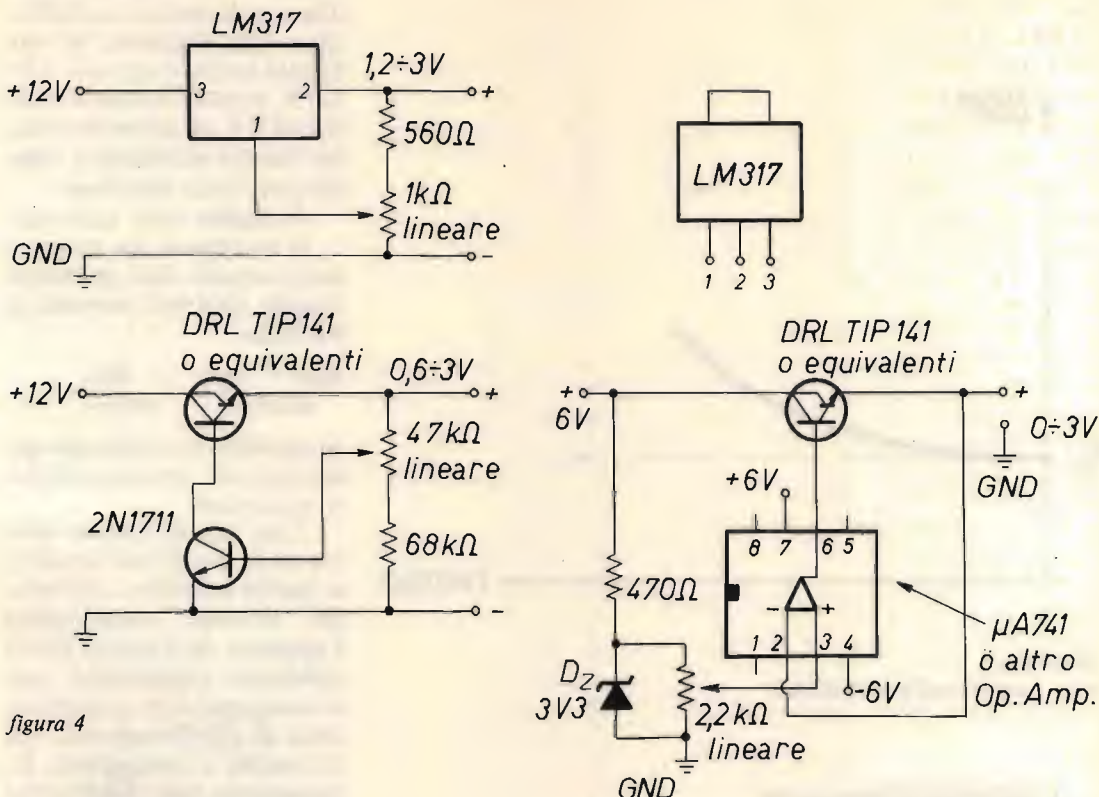 LM317
+12V
3
2
1
1,2÷3V
+
560Ω
1kΩ
lineare
GND
-
LM317
1 2 3
DRL TIP141
o equivalenti
+12V
0,6÷3V
+
47kΩ
lineare
2N1711
68kΩ
-
DRL TIP141
o equivalenti
+
6V
+
0÷3V
GND
+6V
8 7 6 5
- +
1 2 3 4
-6V
470Ω
DZ
3V3
2,2kΩ
lineare
GND
µA741
ö altro
Op. Amp.
figura 4